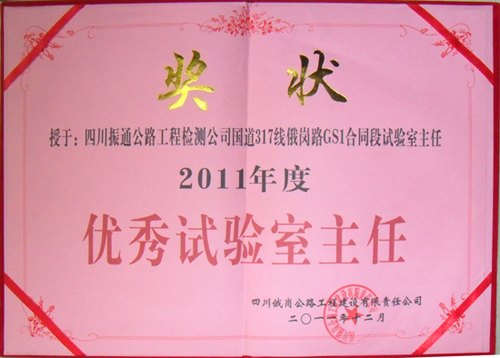 奖 状
授于：四川振通公路工程检测公司国道317线俄岗路GS1合同段试验室主任
2011年度
优秀试验室主任
四川俄岗公路工程建设有限责任公司
二〇一一年十二月